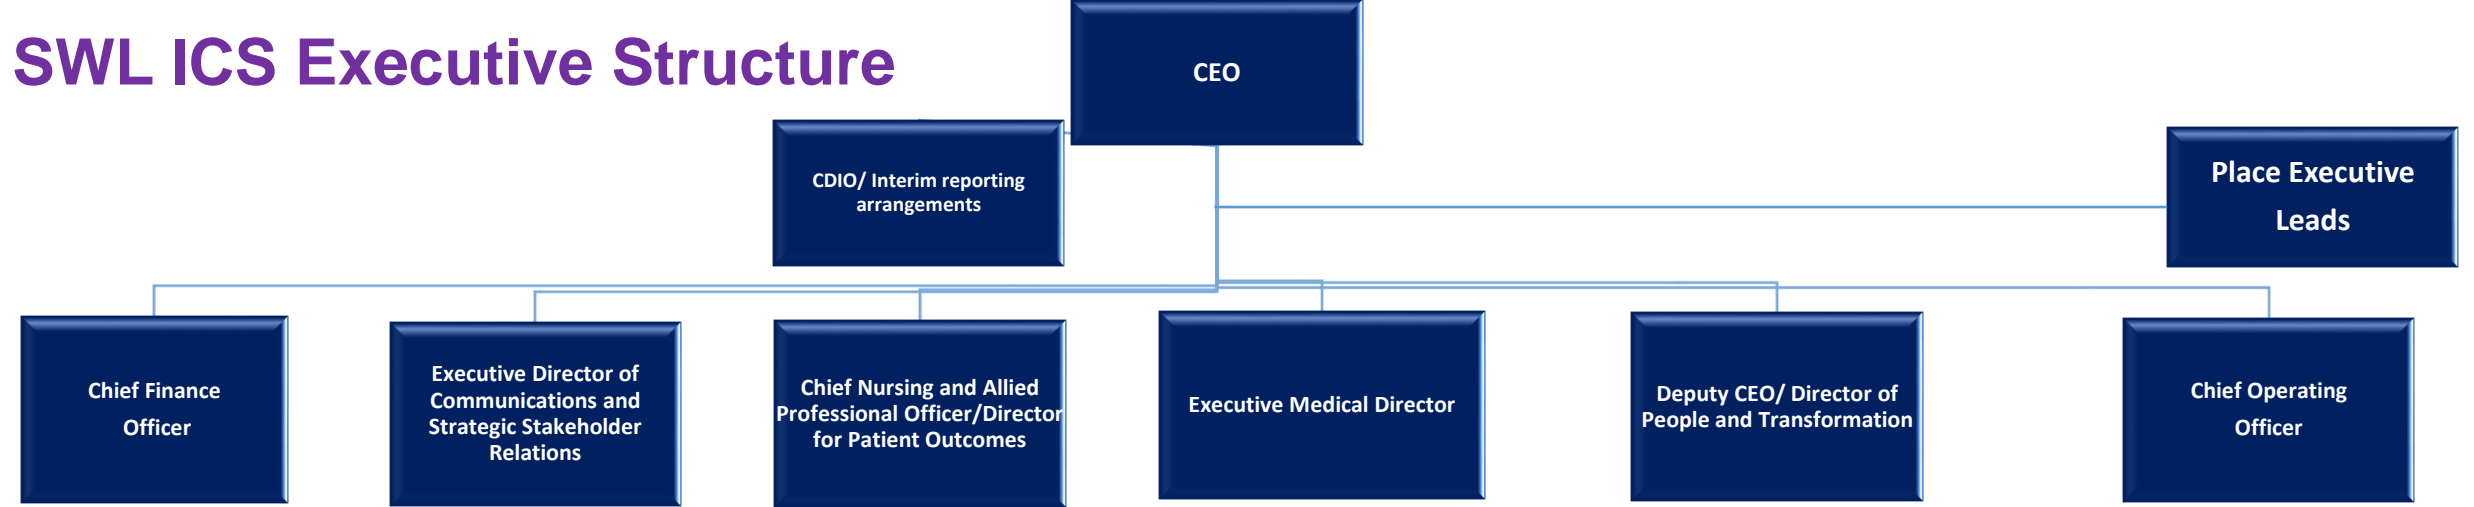 SWL ICS Executive Structure
CEO
CDIO/ Interim reporting
arrangements
Place Executive
Leads
Chief Finance
Officer
Executive Director of
Communications and
Strategic Stakeholder
Relations
Chief Nursing and Allied
Professional Officer/Director
for Patient Outcomes
Executive Medical Director
Deputy CEO/ Director of
People and Transformation
Chief Operating
Officer